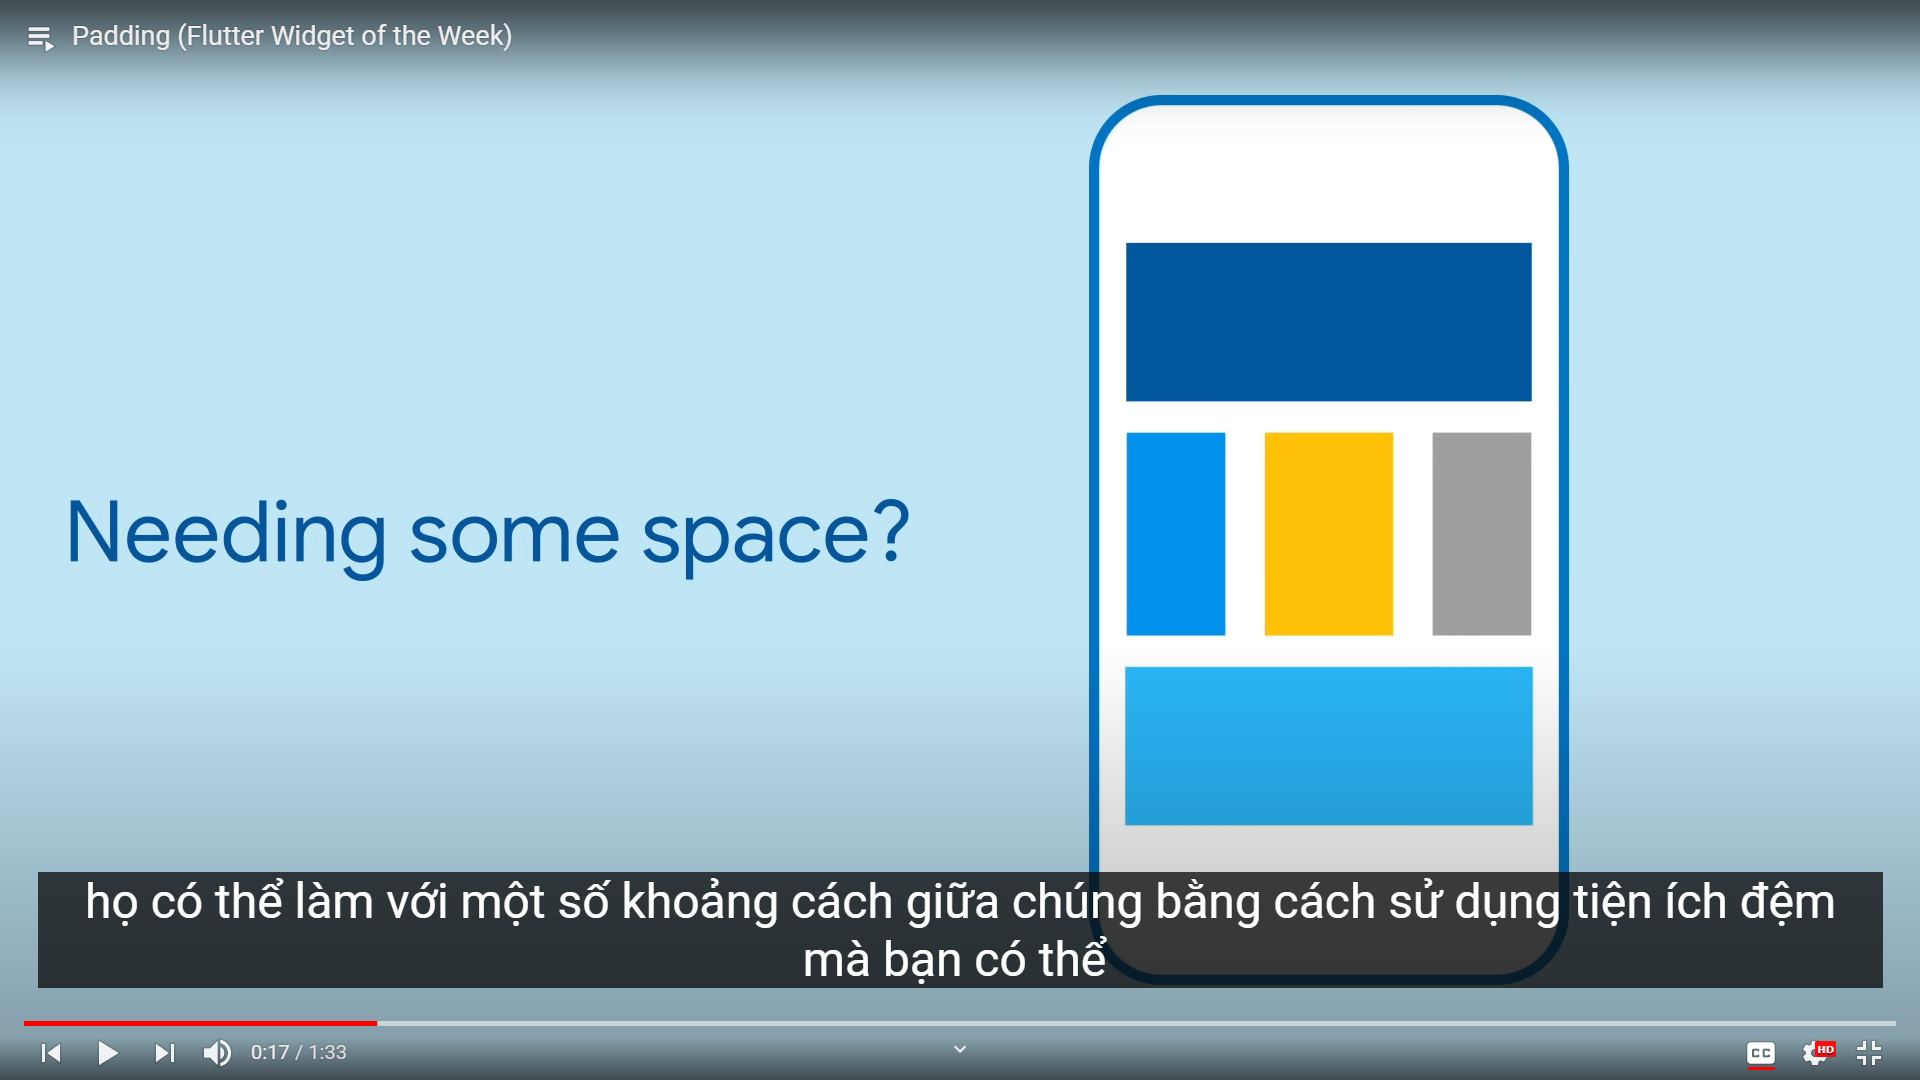 Padding (Flutter Widget of the Week)
Needing some space?
họ có thể làm với một số khoảng cách giữa chúng bằng cách sử dụng tiện ích đệm
mà bạn có thể
0:17 / 1:33
CC
HD